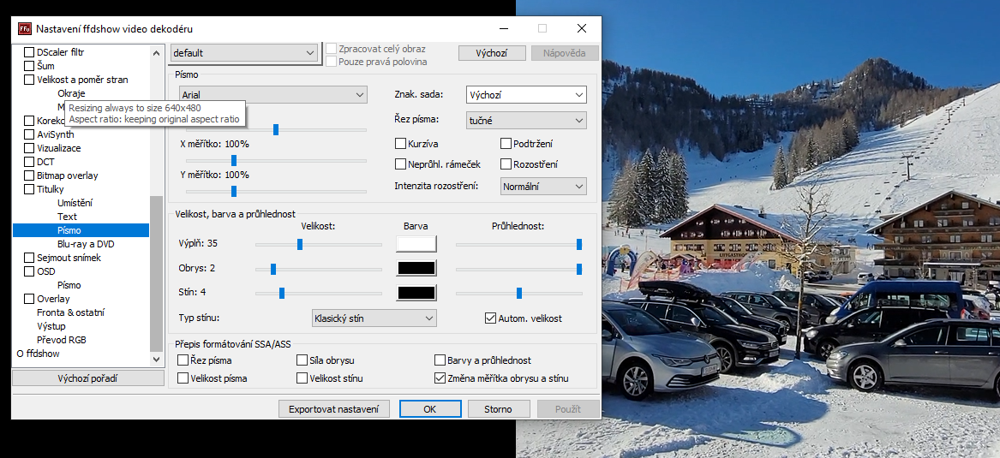 FFv Nastavení ffdshow video dekodéru
DScaler filtr
Šum
Velikost a poměr stran
Okraje
Resizing always to size 640x480
Aspect ratio: keeping original aspect ratio
AviSynth
Vizualizace
DCT
Bitmap overlay
Titulky
Umístění
Text
Písmo
Blu-ray a DVD
Sejmout snímek
OSD
Písmo
Overlay
Fronta & ostatní
Výstup
Převod RGB
O ffdshow
Výchozí pořadí
default
Zpracovat celý obraz
Pouze pravá polovina
Výchozí
Nápověda
Písmo
Arial
Znak. sada:
Výchozí
Řez písma:
tučné
X měřítko: 100%
Kurzíva
Podtržení
Neprůhl. rámeček
Rozostření
Y měřítko: 100%
Intenzita rozostření:
Normální
Velikost, barva a průhlednost
Velikost:
Barva
Průhlednost:
Výplň: 35
Obrys: 2
Stín: 4
Typ stínu:
Klasický stín
Autom. velikost
Přepis formátování SSA/ASS
Řez písma
Síla obrysu
Barvy a průhlednost
Velikost písma
Velikost stínu
Změna měřítka obrysu a stínu
Exportovat nastavení
OK
Storno
Použít